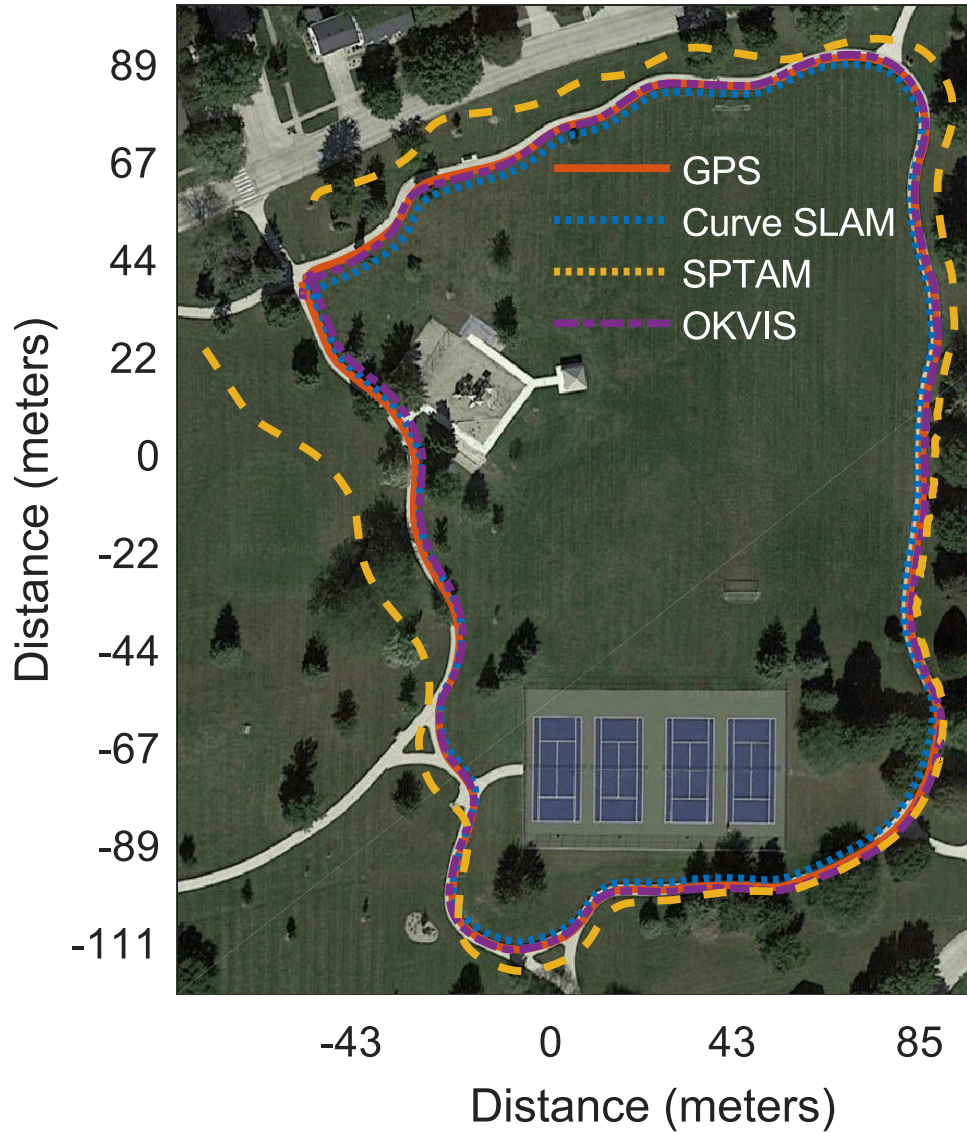 89
67
44
22
0
-22
-44
-67
-89
-111
Distance (meters)
GPS
Curve SLAM
SPTAM
OKVIS
-43 0 43 85
Distance (meters)